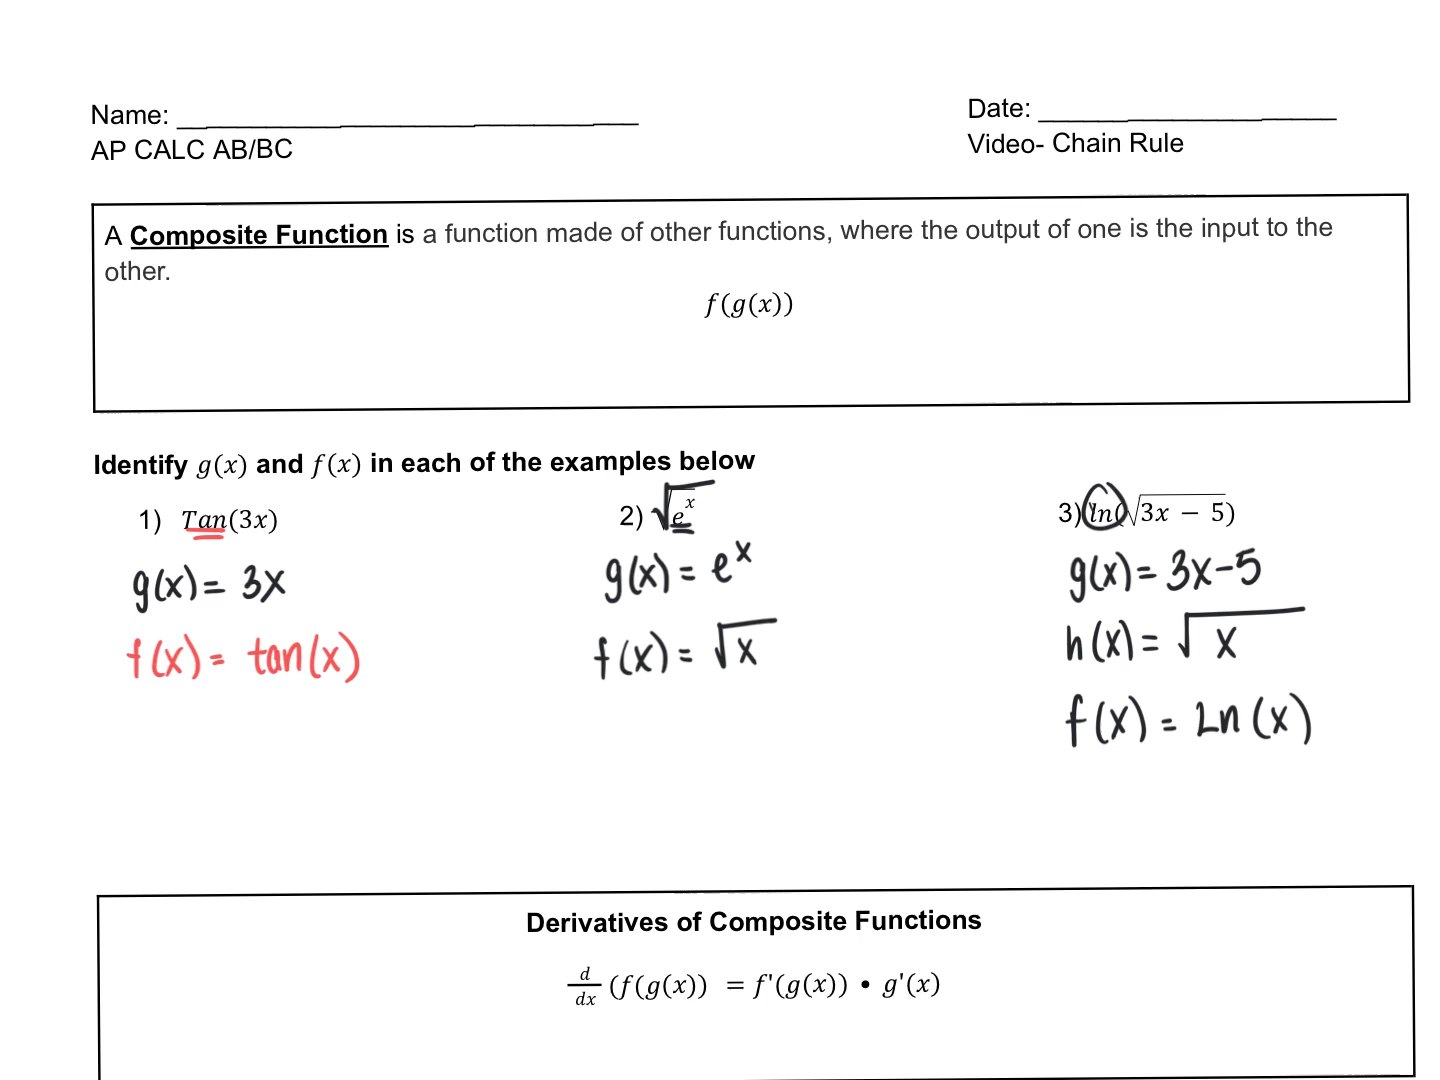 Name: ________________________________
Date: ____________________
AP CALC AB/BC
Video- Chain Rule
A Composite Function is a function made of other functions, where the output of one is the input to the
other.
f(g(x))
Identify g(x) and f(x) in each of the examples below
1) Tan(3x)
g(x) = 3x
f(x) = tan(x)
2) √e^x
g(x) = e^x
f(x) = √x
3) ln(√3x − 5)
g(x) = 3x-5
h(x) = √x
f(x) = Ln(x)
Derivatives of Composite Functions
d/dx (f(g(x)) = f'(g(x)) • g'(x)